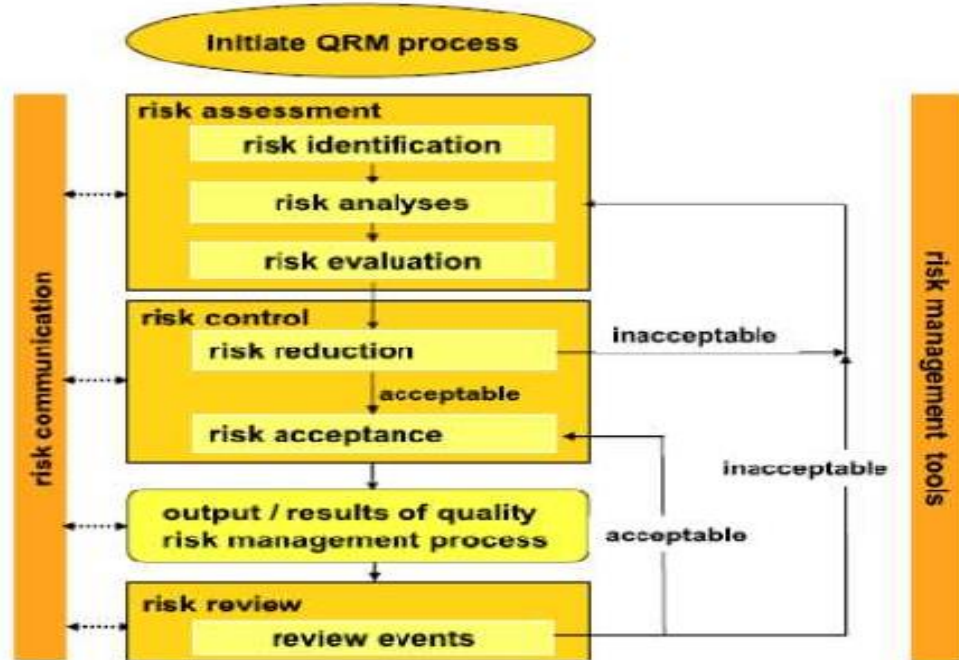 Initiate QRM process
risk assessment
risk identification
risk analyses
risk evaluation
risk control
risk reduction
inacceptable
acceptable
risk acceptance
inacceptable
output / results of quality
risk management process
acceptable
risk review
review events
risk communication
risk management tools